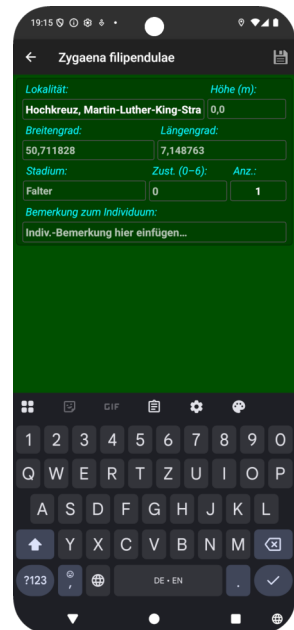 19:15
Zygaena filipendulae
Lokalität: Höhe (m):
Hochkreuz, Martin-Luther-King-Stra 0,0
Breitengrad: Längengrad:
50,711828 7,148763
Stadium: Zust. (0–6): Anz.:
Falter 0 1
Bemerkung zum Individuum:
Indiv.-Bemerkung hier einfügen...
GIF
1 2 3 4 5 6 7 8 9 0
Q W E R T Z U I O P
A S D F G H J K L
Y X C V B N M
?123 , DE • EN .